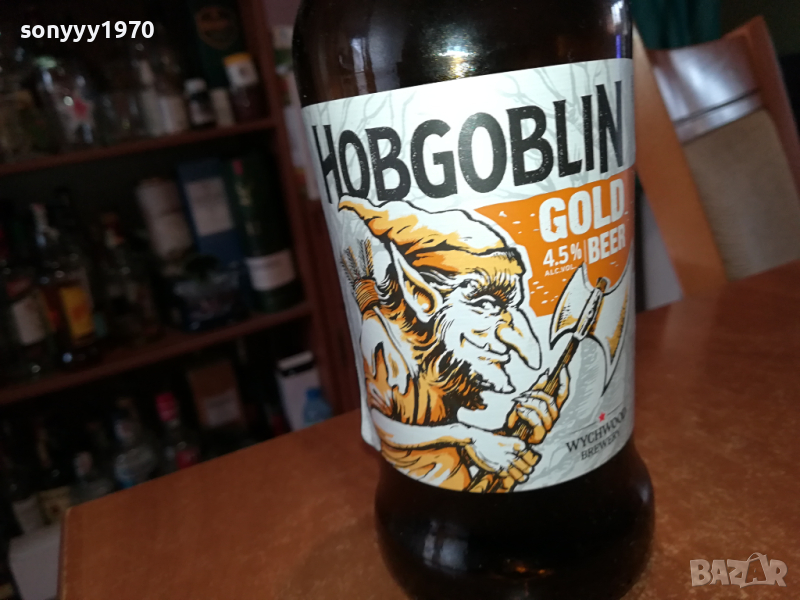 sonyyy1970
HOBGOBLIN
GOLD
4.5% BEER
ALC.VOL.
WYCHWOOD
BREWERY
BAZAR